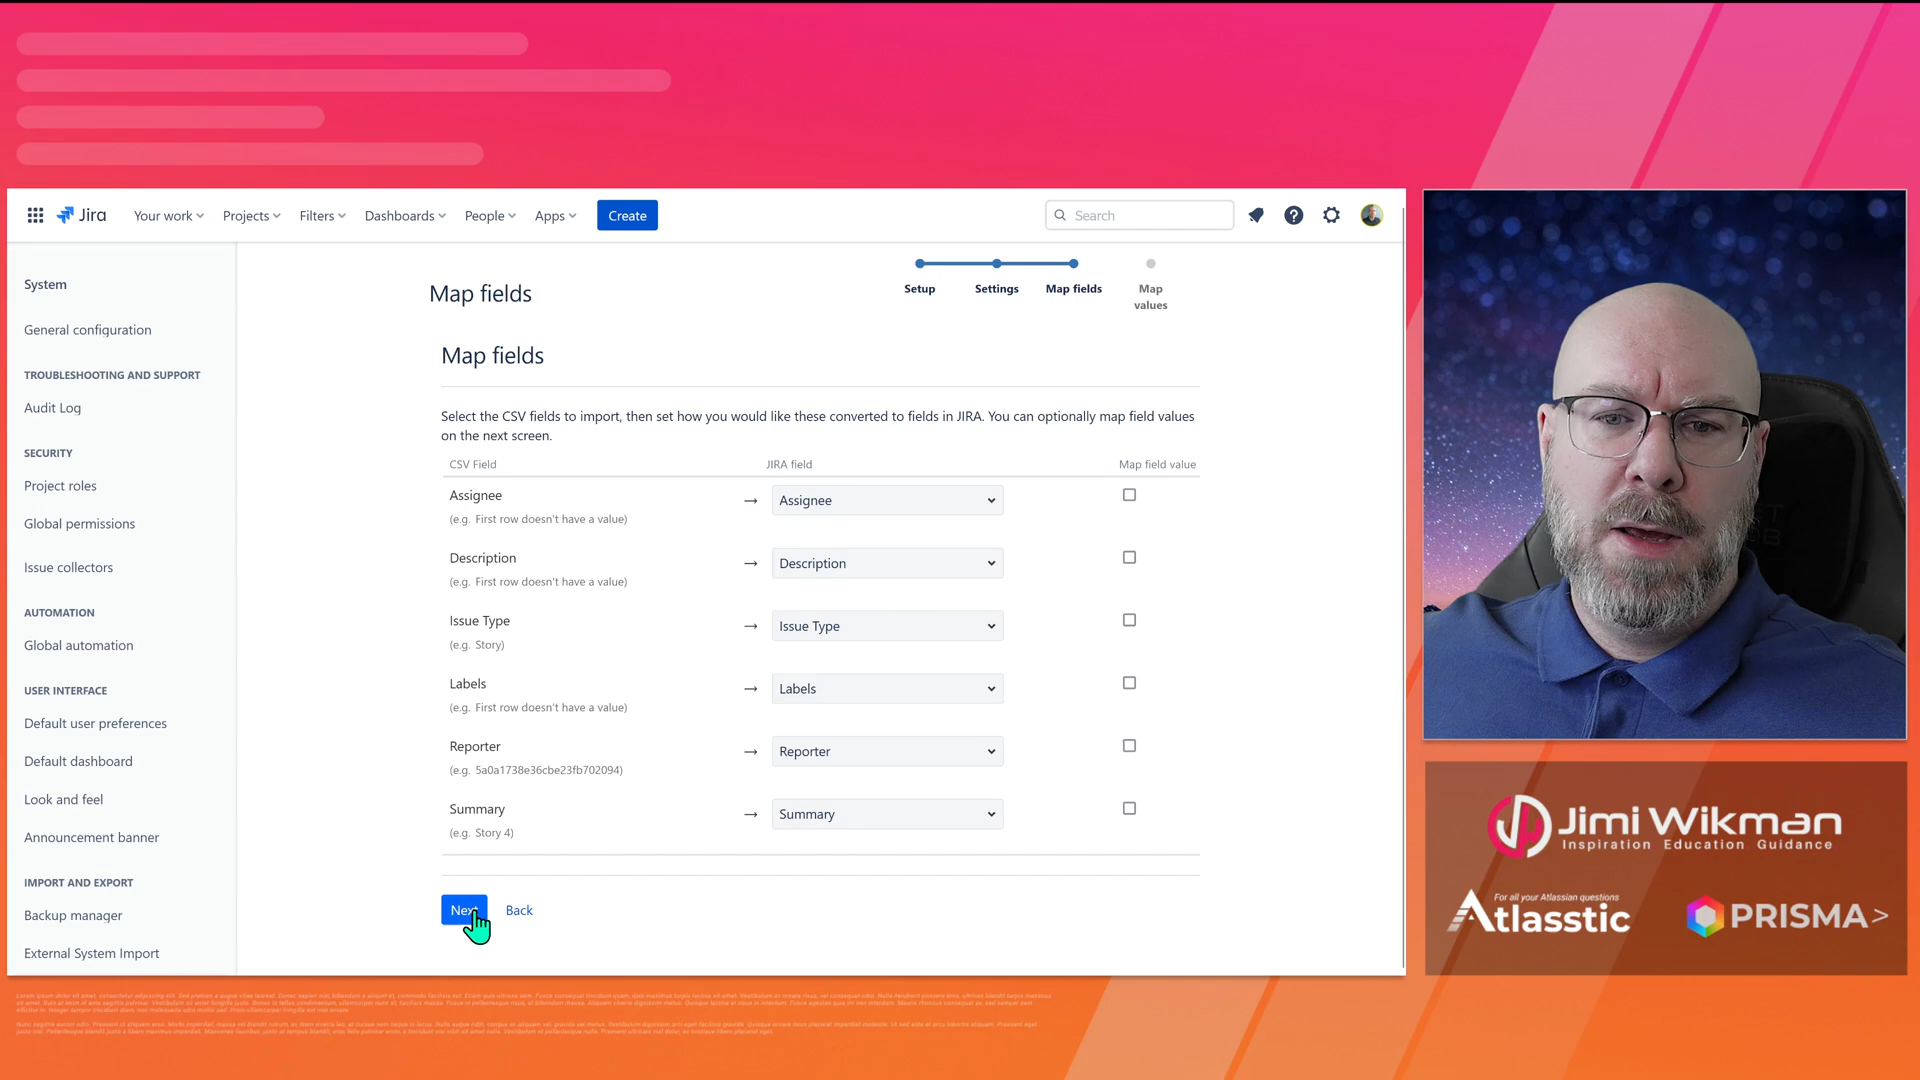 Jira
Your work
Projects
Filters
Dashboards
People
Apps
Create
Search
System
General configuration
TROUBLESHOOTING AND SUPPORT
Audit Log
SECURITY
Project roles
Global permissions
Issue collectors
AUTOMATION
Global automation
USER INTERFACE
Default user preferences
Default dashboard
Look and feel
Announcement banner
IMPORT AND EXPORT
Backup manager
External System Import
Map fields
Setup
Settings
Map fields
Map
values
Map fields
Select the CSV fields to import, then set how you would like these converted to fields in JIRA. You can optionally map field values
on the next screen.
CSV Field JIRA field Map field value
Assignee → Assignee
(e.g. First row doesn't have a value)
Description → Description
(e.g. First row doesn't have a value)
Issue Type → Issue Type
(e.g. Story)
Labels → Labels
(e.g. First row doesn't have a value)
Reporter → Reporter
(e.g. 5a0a1738e36cbe23fb702094)
Summary → Summary
(e.g. Story 4)
Next Back
Jimi Wikman
Inspiration Education Guidance
For all your Atlassian questions
Atlasstic
PRISMA>